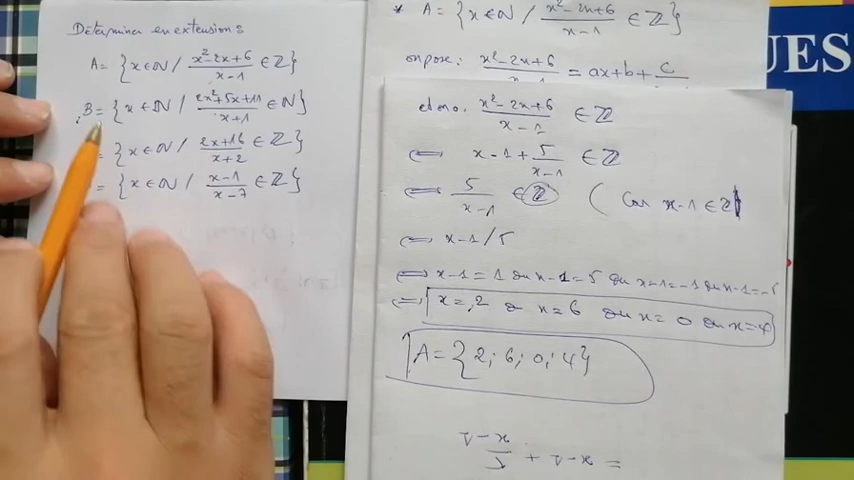 Déterminer en extensions
A = {x ∈ ℕ / (x²-2x+6)/(x-1) ∈ ℤ}
B = {x ∈ ℕ / (2x²+5x+11)/(x+1) ∈ ℕ}
= {x ∈ ℕ / (2x+16)/(x+2) ∈ ℤ}
= {x ∈ ℕ / (x-1)/(x-7) ∈ ℤ}
* A = {x ∈ ℕ / (x²-2x+6)/(x-1) ∈ ℤ}
onpose: (x²-2x+6)/(x-1) = ax+b+ c
et donc (x²-2x+6)/(x-1) ∈ ℤ
⟺ x-1+5/(x-1) ∈ ℤ
⟺ 5/(x-1) ∈ ℤ ( Car x-1 ∈ ℤ
⟺ x-1/5
⟺ x-1=1 ou x-1=5 ou x-1=-1 ou x-1=-5
⟺ x=2 ou x=6 ou x=0 ou x=4
A = {2; 6; 0; 4}
UES